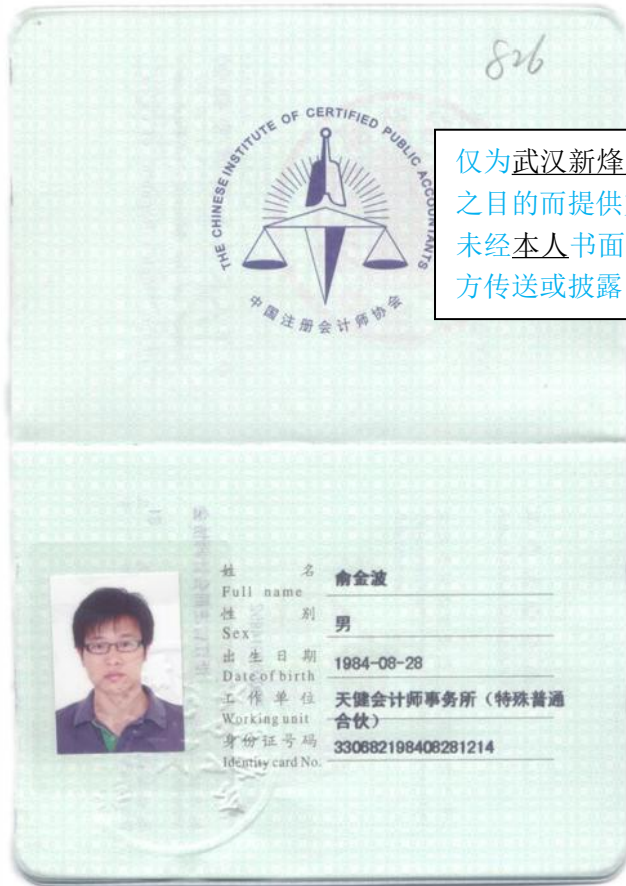 826
THE CHINESE INSTITUTE OF CERTIFIED PUBLIC ACCOUNTANTS
中国注册会计师协会
仅为武汉新烽
之目的而提供
未经本人书面
方传送或披露
姓 名 俞金波
Full name
性 别 男
Sex
出 生 日 期 1984-08-28
Date of birth
工 作 单 位 天健会计师事务所（特殊普通
Working unit 合伙）
身份证号码 330682198408281214
Identity card No.